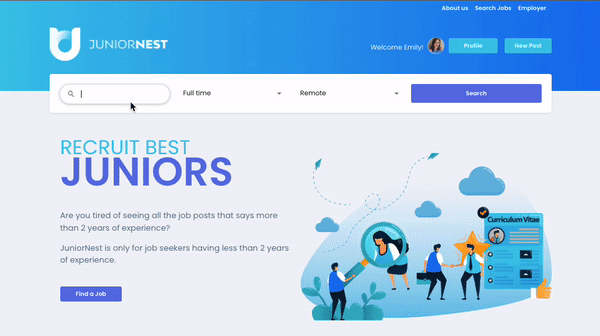 About us Search Jobs Employer
JUNIORNEST
Welcome Emily! Profile New Post
Full time Remote Search
RECRUIT BEST
JUNIORS
Are you tired of seeing all the job posts that says more
than 2 years of experience?
JuniorNest is only for job seekers having less than 2 years
of experience.
Find a Job
Curriculum Vitae